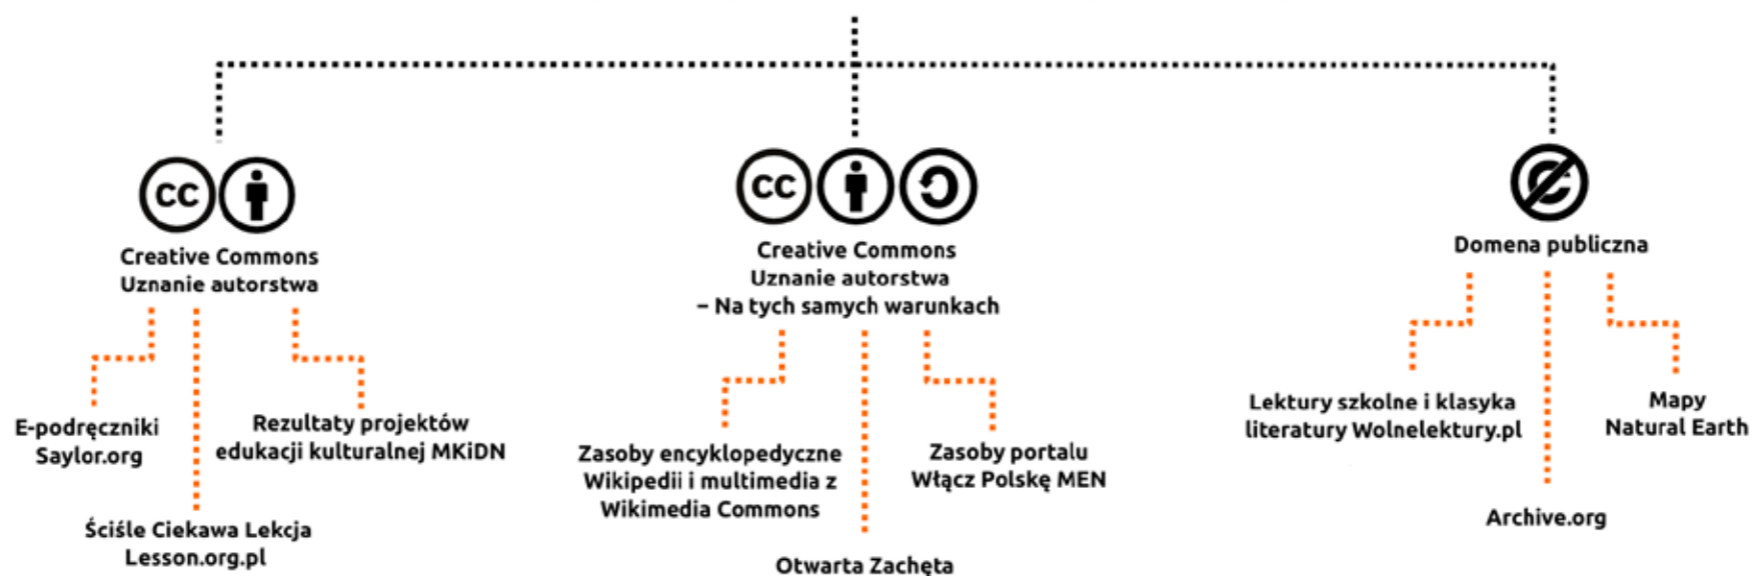 cc
Creative Commons
Uznanie autorstwa
E-podręczniki
Saylor.org
Ściśle Ciekawa Lekcja
Lesson.org.pl
Rezultaty projektów
edukacji kulturalnej MKiDN
cc
Creative Commons
Uznanie autorstwa
– Na tych samych warunkach
Zasoby encyklopedyczne
Wikipedii i multimedia z
Wikimedia Commons
Otwarta Zachęta
Zasoby portalu
Włącz Polskę MEN
Domena publiczna
Lektury szkolne i klasyka
literatury Wolnelektury.pl
Archive.org
Mapy
Natural Earth